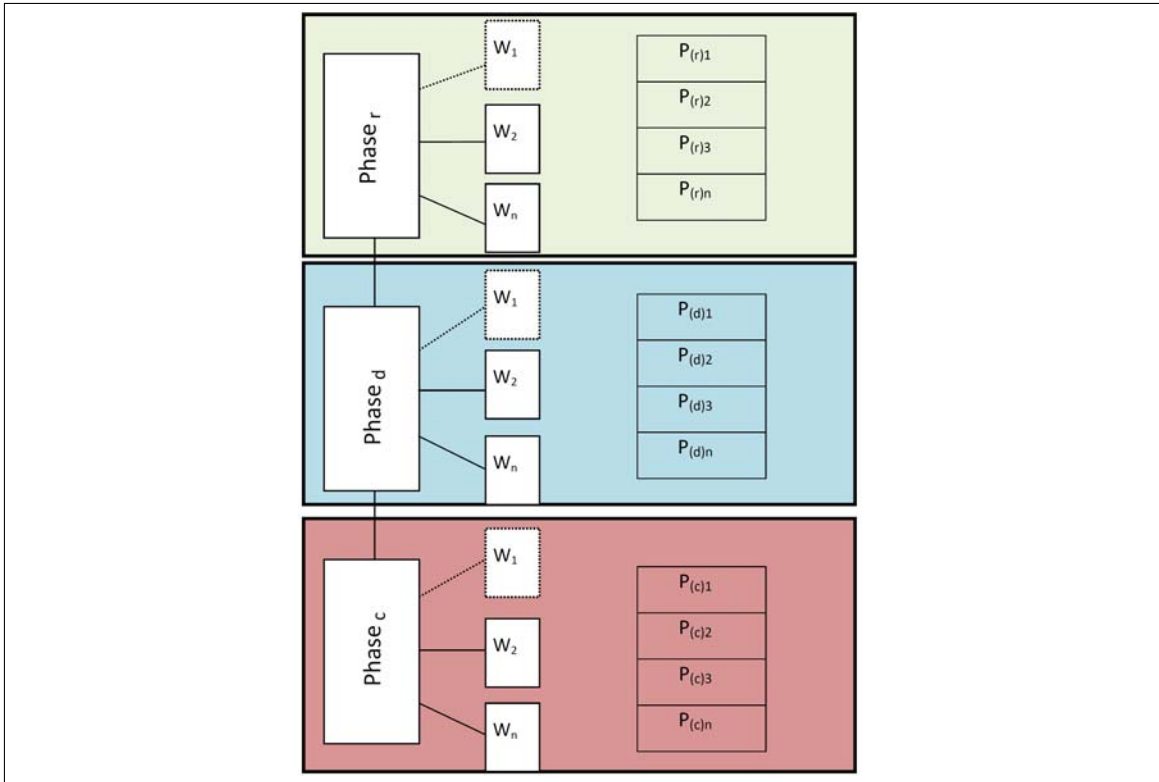 Phase r
W1
W2
Wn
P(r)1
P(r)2
P(r)3
P(r)n
Phase d
W1
W2
Wn
P(d)1
P(d)2
P(d)3
P(d)n
Phase c
W1
W2
Wn
P(c)1
P(c)2
P(c)3
P(c)n